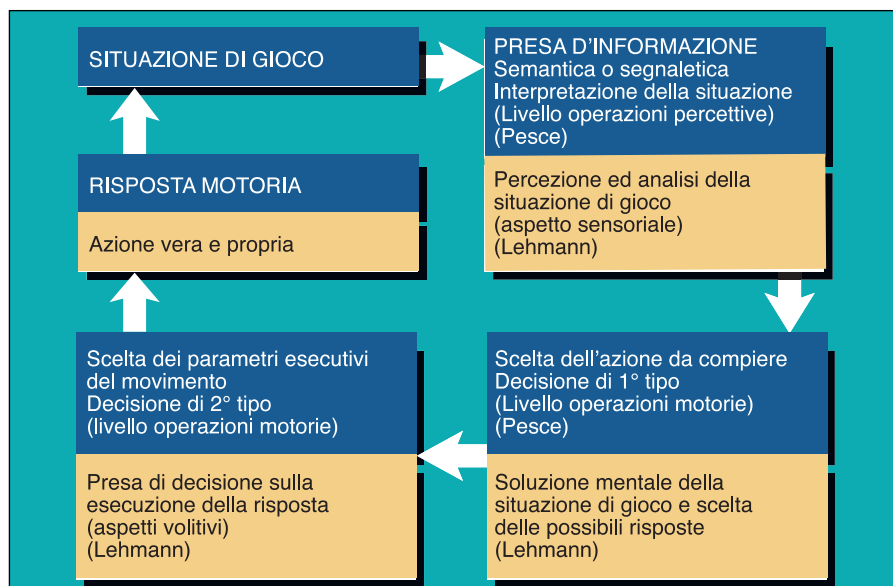 SITUAZIONE DI GIOCO
PRESA D'INFORMAZIONE
Semantica o segnaletica
Interpretazione della situazione
(Livello operazioni percettive)
(Pesce)
Percezione ed analisi della
situazione di gioco
(aspetto sensoriale)
(Lehmann)
Scelta dell'azione da compiere
Decisione di 1° tipo
(Livello operazioni motorie)
(Pesce)
Soluzione mentale della
situazione di gioco e scelta
delle possibili risposte
(Lehmann)
Scelta dei parametri esecutivi
del movimento
Decisione di 2° tipo
(livello operazioni motorie)
Presa di decisione sulla
esecuzione della risposta
(aspetti volitivi)
(Lehmann)
RISPOSTA MOTORIA
Azione vera e propria